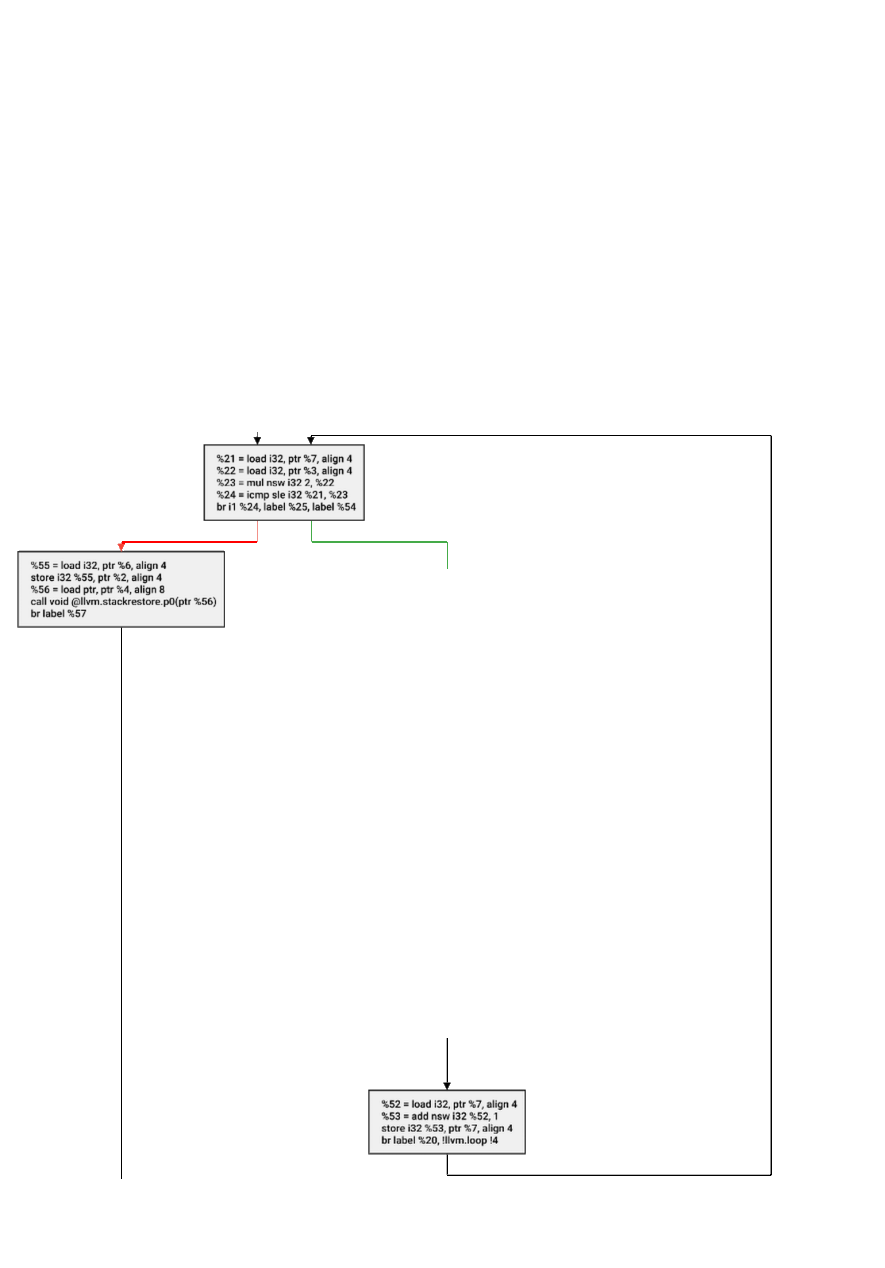 %21 = load i32, ptr %7, align 4
%22 = load i32, ptr %3, align 4
%23 = mul nsw i32 2, %22
%24 = icmp sle i32 %21, %23
br i1 %24, label %25, label %54
%55 = load i32, ptr %6, align 4
store i32 %55, ptr %2, align 4
%56 = load ptr, ptr %4, align 8
call void @llvm.stackrestore.p0(ptr %56)
br label %57
%52 = load i32, ptr %7, align 4
%53 = add nsw i32 %52, 1
store i32 %53, ptr %7, align 4
br label %20, !llvm.loop !4